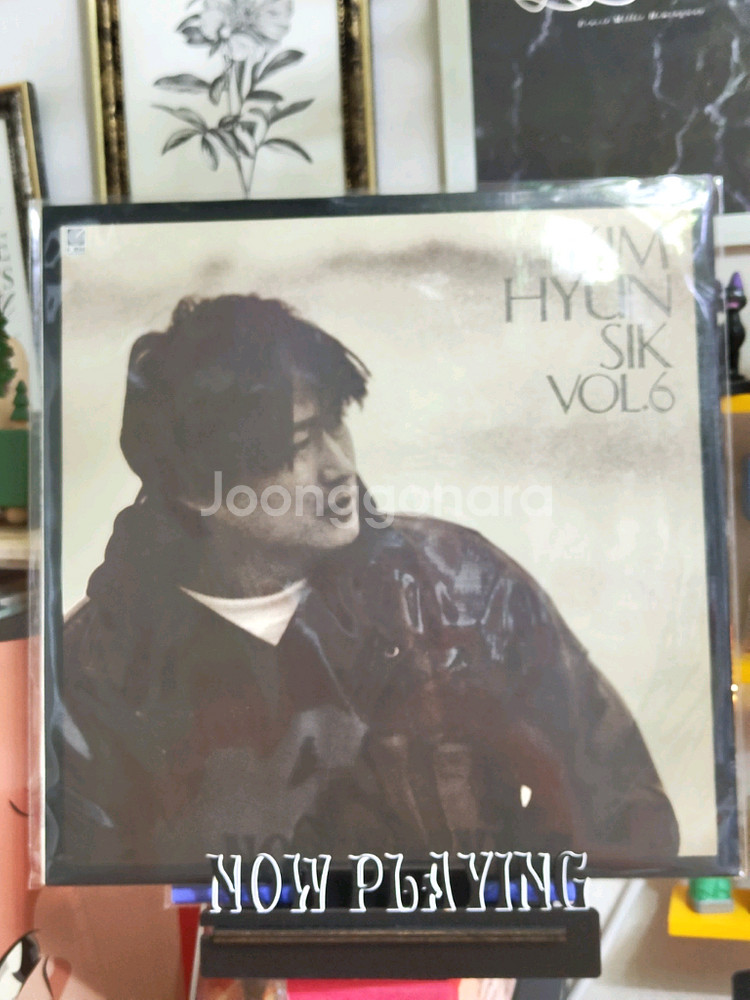 KIM
HYUN
SIK
VOL.6
Joonggonara
NOW PLAYING